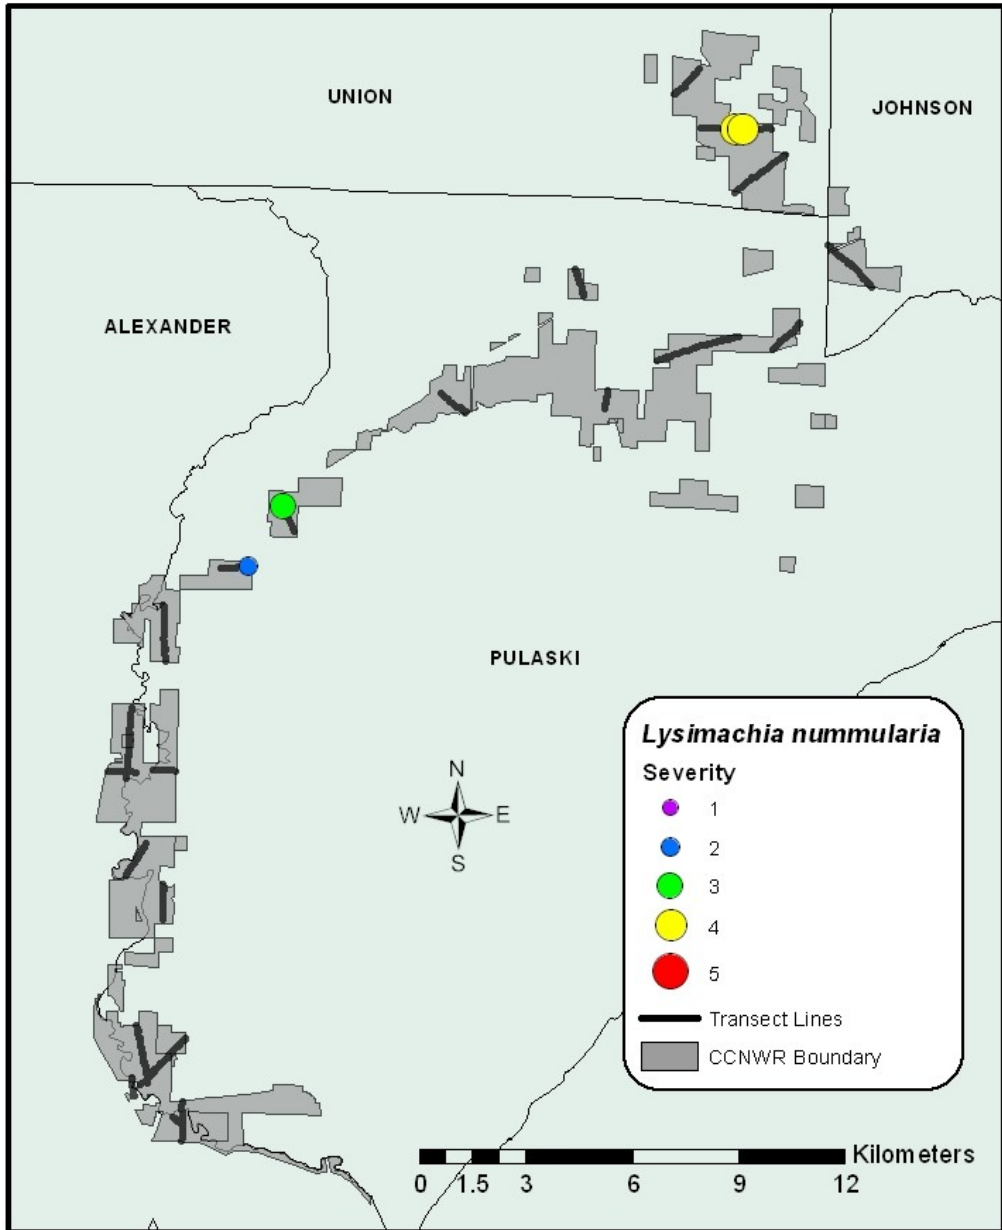 UNION
JOHNSON
ALEXANDER
PULASKI
N
W E
S
Lysimachia nummularia
Severity
1
2
3
4
5
Transect Lines
CCNWR Boundary
Kilometers
0 1.5 3 6 9 12